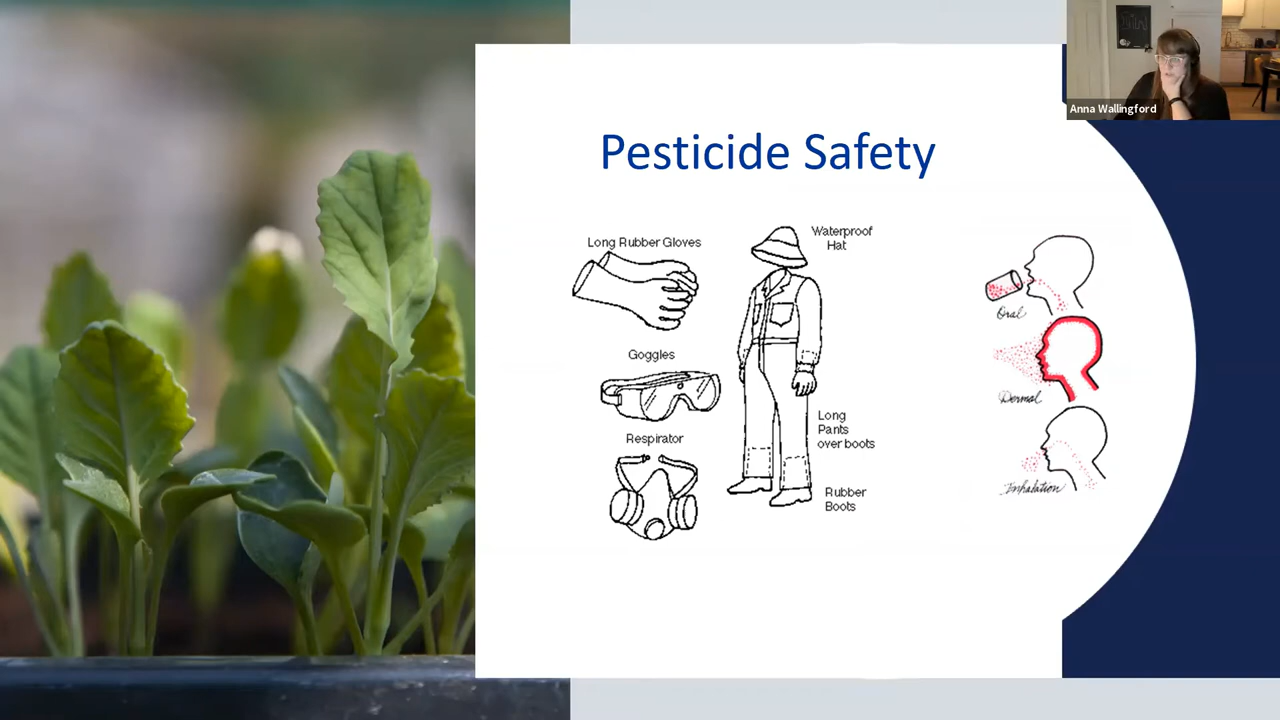 Anna Wallingford
Pesticide Safety
Long Rubber Gloves
Goggles
Respirator
Waterproof
Hat
Long
Pants
over boots
Rubber
Boots
Oral
Dermal
Inhalation